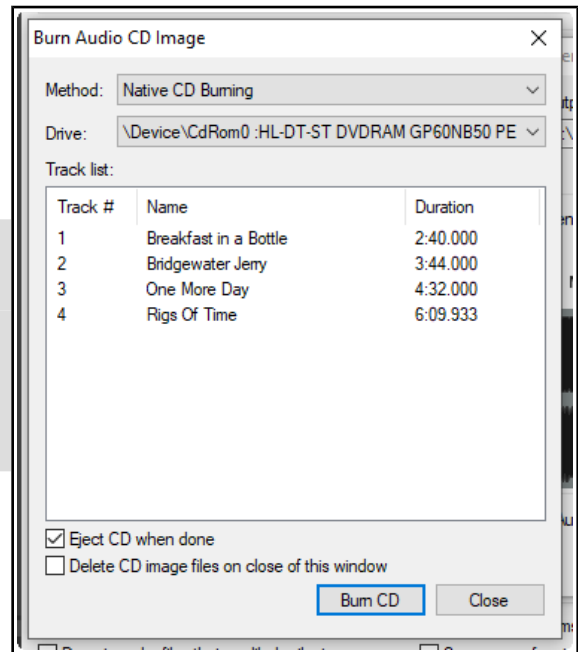 Burn Audio CD Image
Method: Native CD Burning
Drive: \Device\CdRom0 :HL-DT-ST DVDRAM GP60NB50 PE
Track list:
Track # Name Duration
1 Breakfast in a Bottle 2:40.000
2 Bridgewater Jerry 3:44.000
3 One More Day 4:32.000
4 Rigs Of Time 6:09.933
Eject CD when done
Delete CD image files on close of this window
Burn CD Close